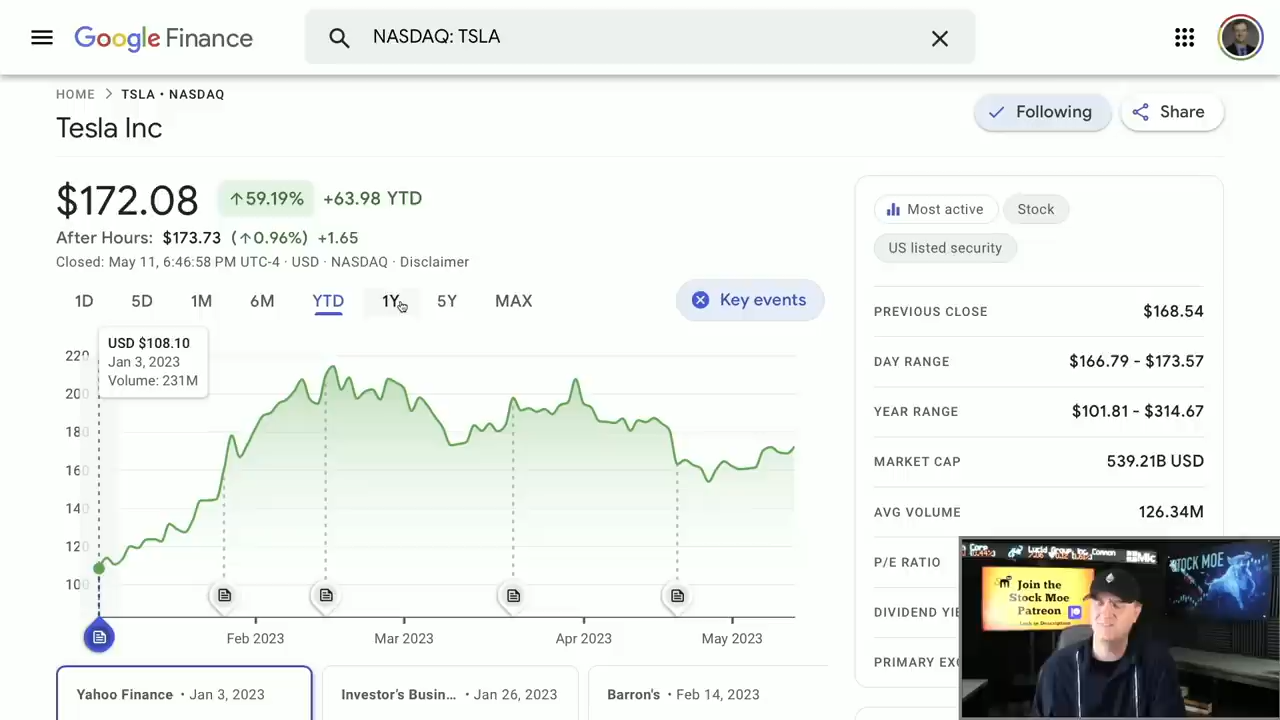 Google Finance
NASDAQ: TSLA
HOME > TSLA • NASDAQ
Tesla Inc
Following
Share
$172.08
↑59.19%
+63.98 YTD
After Hours: $173.73 (↑0.96%) +1.65
Closed: May 11, 6:46:58 PM UTC-4 · USD · NASDAQ · Disclaimer
1D 5D 1M 6M YTD 1Y 5Y MAX
Key events
USD $108.10
Jan 3, 2023
Volume: 231M
220
200
180
160
140
120
100
Feb 2023 Mar 2023 Apr 2023 May 2023
Yahoo Finance • Jan 3, 2023
Investor's Busin... • Jan 26, 2023
Barron's • Feb 14, 2023
Most active
Stock
US listed security
PREVIOUS CLOSE $168.54
DAY RANGE $166.79 - $173.57
YEAR RANGE $101.81 - $314.67
MARKET CAP 539.21B USD
AVG VOLUME 126.34M
P/E RATIO
DIVIDEND YIE
PRIMARY EXC
Corp
Lucid Group, Inc. Common
Mic
Join the
Stock Moe
Patreon
STOCK MOE